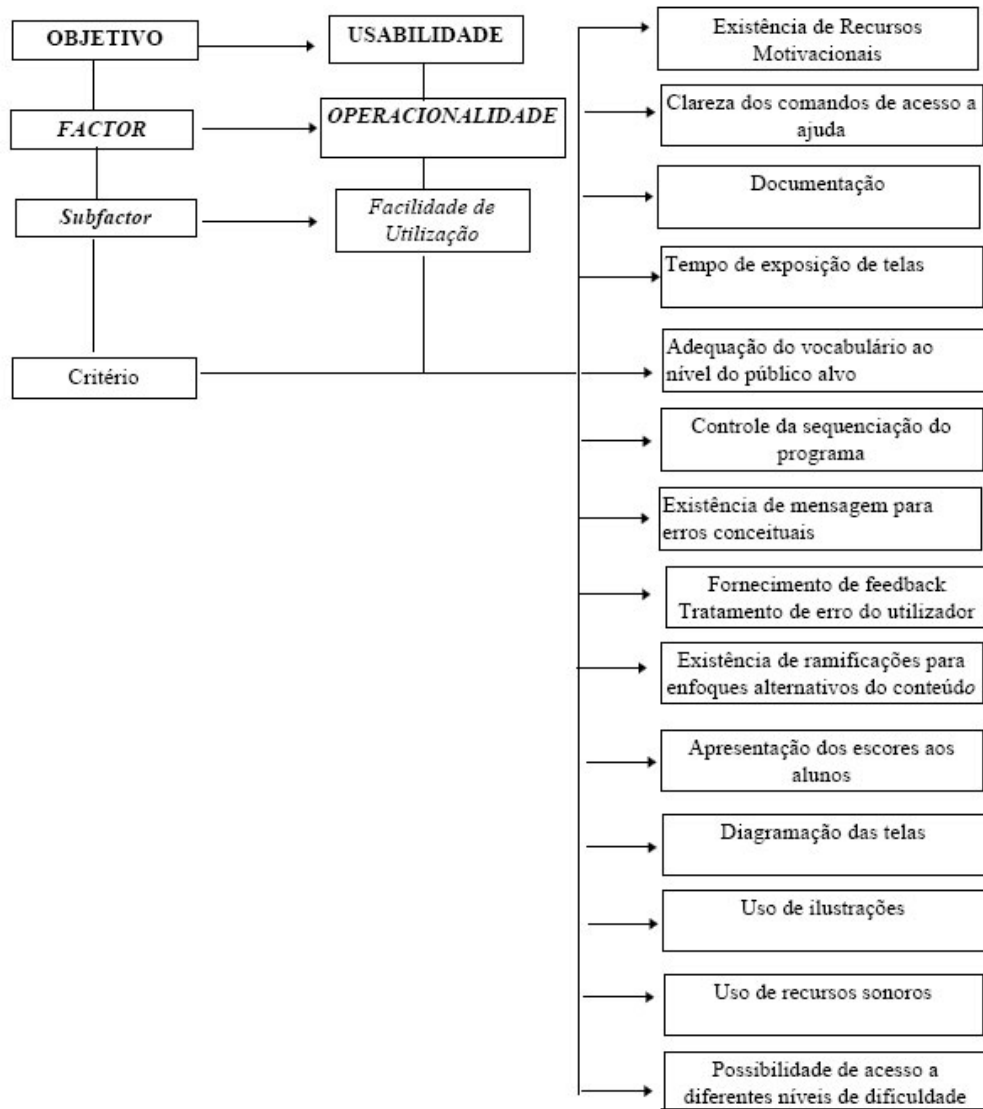 OBJETIVO
USABILIDADE
FACTOR
OPERACIONALIDADE
Subfactor
Facilidade de
Utilização
Critério
Existência de Recursos
Motivacionais
Clareza dos comandos de acesso a
ajuda
Documentação
Tempo de exposição de telas
Adequação do vocabulário ao
nível do público alvo
Controle da sequenciação do
programa
Existência de mensagem para
erros conceituais
Fornecimento de feedback
Tratamento de erro do utilizador
Existência de ramificações para
enfoques alternativos do conteúdo
Apresentação dos escores aos
alunos
Diagramação das telas
Uso de ilustrações
Uso de recursos sonoros
Possibilidade de acesso a
diferentes níveis de dificuldade